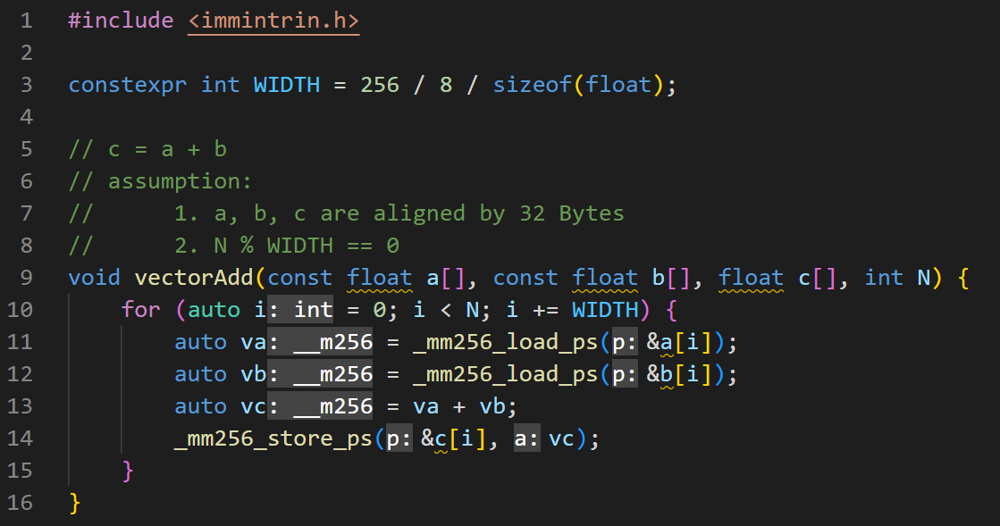 1 #include <immintrin.h>
2
3 constexpr int WIDTH = 256 / 8 / sizeof(float);
4
5 // c = a + b
6 // assumption:
7 //      1. a, b, c are aligned by 32 Bytes
8 //      2. N % WIDTH == 0
9 void vectorAdd(const float a[], const float b[], float c[], int N) {
10     for (auto i: int = 0; i < N; i += WIDTH) {
11         auto va: __m256 = _mm256_load_ps(p: &a[i]);
12         auto vb: __m256 = _mm256_load_ps(p: &b[i]);
13         auto vc: __m256 = va + vb;
14         _mm256_store_ps(p: &c[i], a: vc);
15     }
16 }